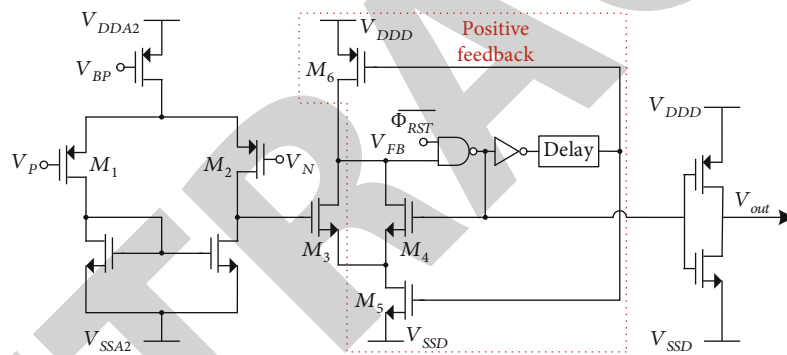 V_DDA2
V_DDD
Positive
feedback
V_BP
M_6
V_DDD
Φ_RST
V_FB
Delay
V_P
M_1
M_2
V_N
V_out
M_3
M_4
M_5
V_SSA2
V_SSD
V_SSD
TRAC